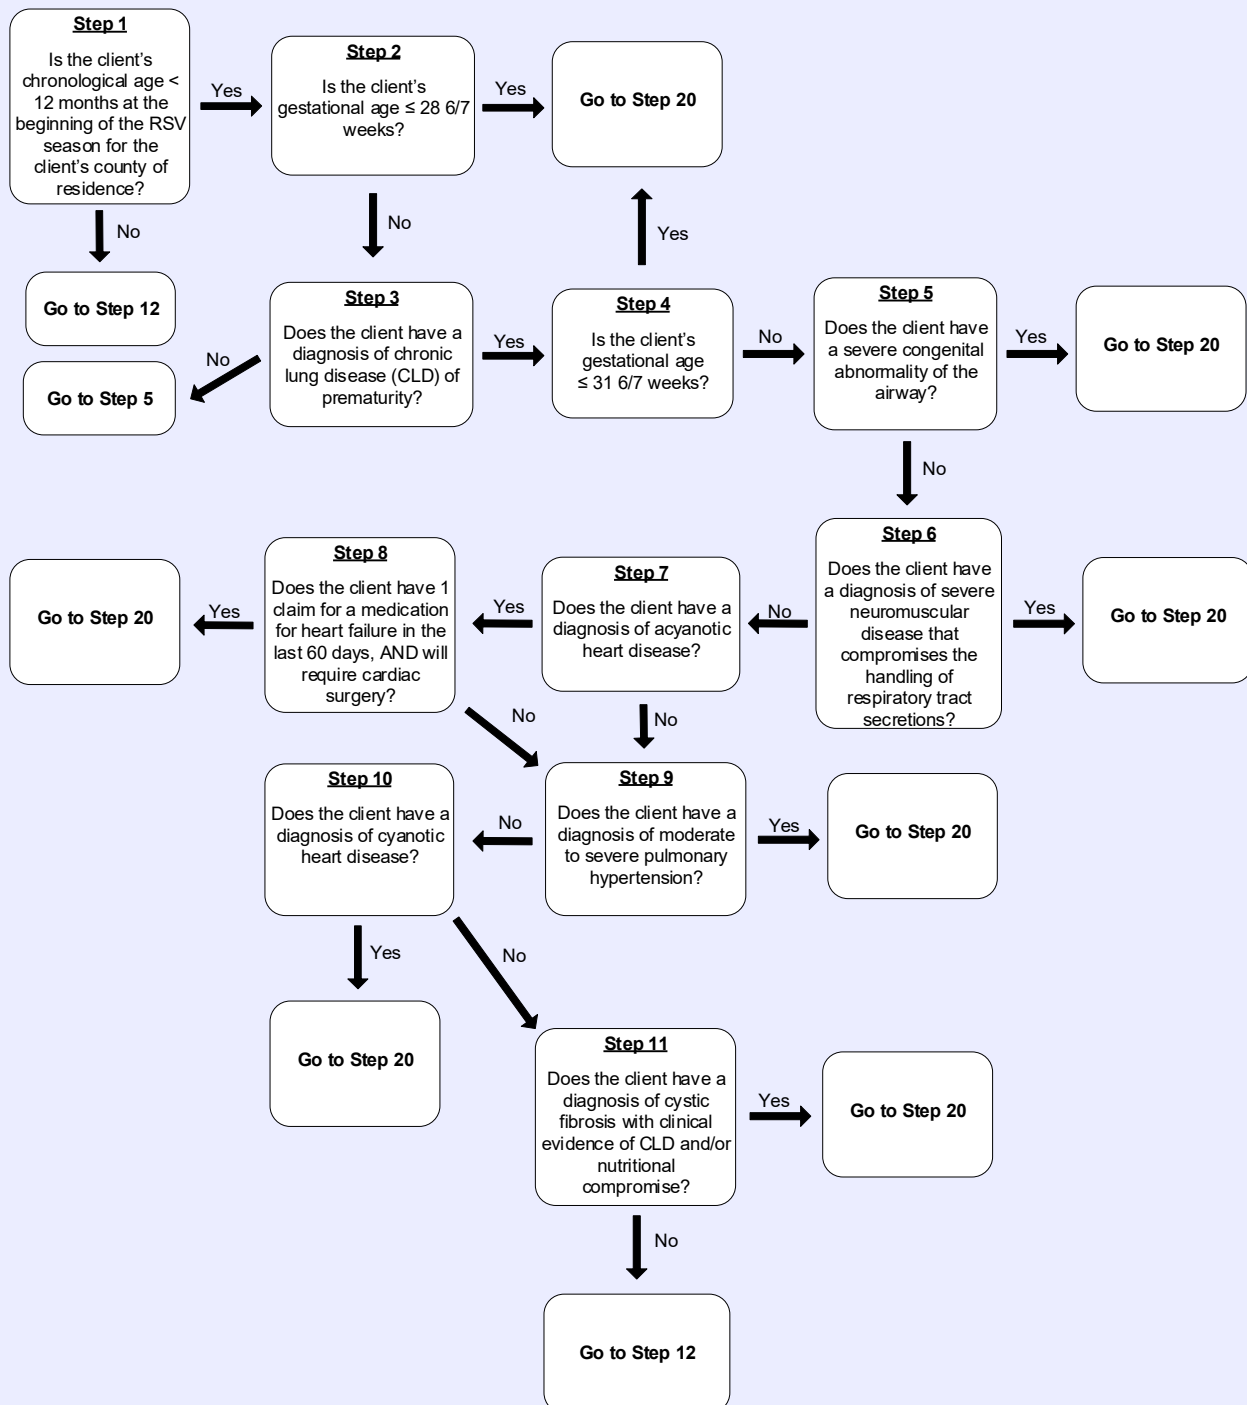 Step 1
Is the client's
chronological age <
12 months at the
beginning of the RSV
season for the
client's county of
residence?
Yes
No
Step 2
Is the client's
gestational age ≤ 28 6/7
weeks?
Yes
No
Go to Step 20
Go to Step 12
Go to Step 5
No
Step 3
Does the client have a
diagnosis of chronic
lung disease (CLD) of
prematurity?
Yes
Step 4
Is the client's
gestational age
≤ 31 6/7 weeks?
Yes
No
Step 5
Does the client have
a severe congenital
abnormality of the
airway?
Yes
No
Go to Step 20
Step 6
Does the client have
a diagnosis of severe
neuromuscular
disease that
compromises the
handling of
respiratory tract
secretions?
Yes
No
Go to Step 20
Step 7
Does the client have a
diagnosis of acyanotic
heart disease?
Yes
No
Step 8
Does the client have 1
claim for a medication
for heart failure in the
last 60 days, AND will
require cardiac
surgery?
Yes
No
Go to Step 20
Step 9
Does the client have a
diagnosis of moderate
to severe pulmonary
hypertension?
Yes
No
Go to Step 20
Step 10
Does the client have a
diagnosis of cyanotic
heart disease?
Yes
No
Go to Step 20
Step 11
Does the client have a
diagnosis of cystic
fibrosis with clinical
evidence of CLD and/or
nutritional
compromise?
Yes
No
Go to Step 20
Go to Step 12